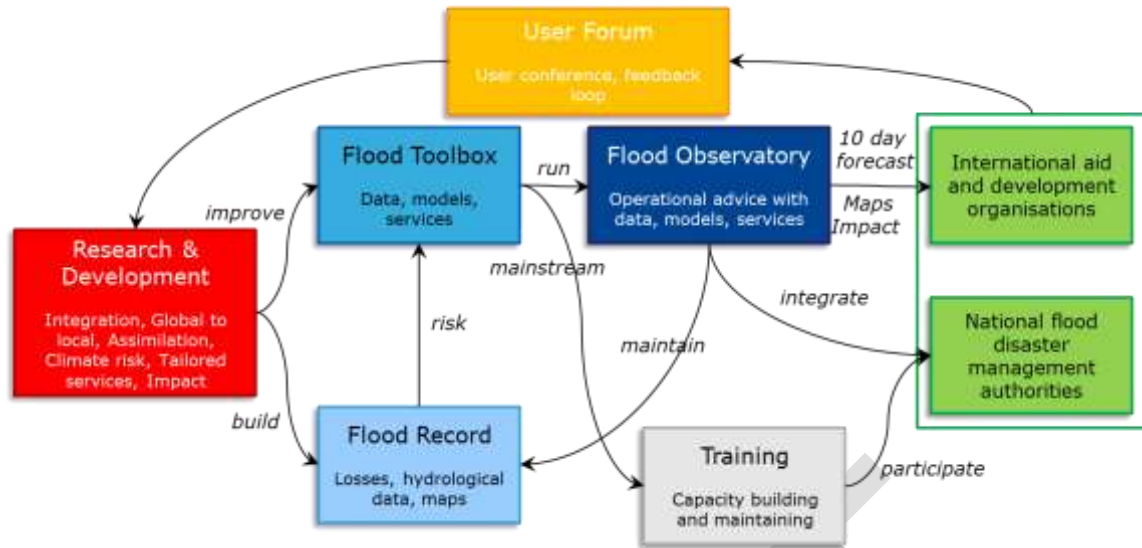 User Forum
User conference, feedback
loop
Flood Toolbox
Data, models,
services
run
Flood Observatory
Operational advice with
data, models, services
10 day
forecast
Maps
Impact
International aid
and development
organisations
improve
Research &
Development
Integration, Global to
local, Assimilation,
Climate risk, Tailored
services, Impact
mainstream
risk
maintain
integrate
National flood
disaster
management
authorities
build
Flood Record
Losses, hydrological
data, maps
Training
Capacity building
and maintaining
participate